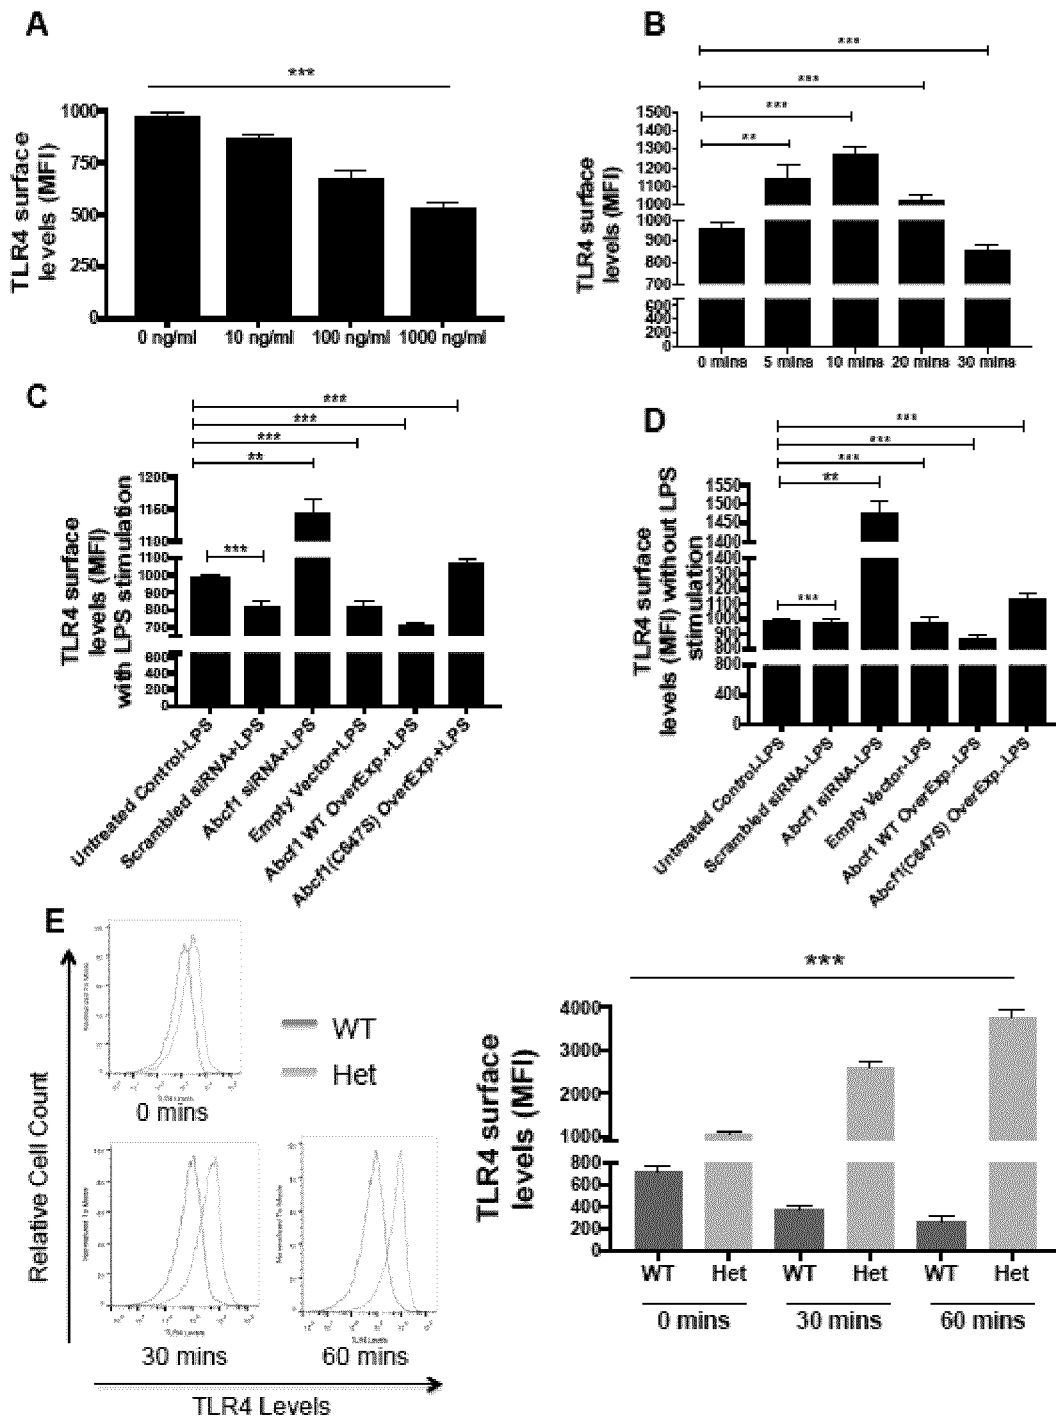 A
***
TLR4 surface
levels (MFI)
1000
750
500
250
0
0 ng/ml
10 ng/ml
100 ng/ml
1000 ng/ml
B
***
***
***
**
TLR4 surface
levels (MFI)
1500
1400
1300
1200
1100
1000
1000
900
800
700
600
400
200
0
0 mins
5 mins
10 mins
20 mins
30 mins
C
***
***
***
**
***
TLR4 surface
levels (MFI)
with LPS stimulation
1200
1150
1100
1100
1000
900
800
700
600
400
200
0
Untreated Control-LPS
Scrambled siRNA+LPS
Abcf1 siRNA+LPS
Empty Vector+LPS
Abcf1 WT OverExp.+LPS
Abcf1(C647S) OverExp.+LPS
D
***
***
***
**
***
TLR4 surface
levels (MFI) without LPS
stimulation
1550
1500
1450
1400
1400
1200
1100
1000
900
800
800
400
0
Untreated Control-LPS
Scrambled siRNA-LPS
Abcf1 siRNA-LPS
Empty Vector-LPS
Abcf1 WT OverExp.-LPS
Abcf1(C647S) OverExp.-LPS
E
Relative Cell Count
0 mins
WT
Het
30 mins
60 mins
TLR4 Levels
***
TLR4 surface
levels (MFI)
4000
3000
2000
1000
800
600
400
200
0
WT
Het
WT
Het
WT
Het
0 mins
30 mins
60 mins